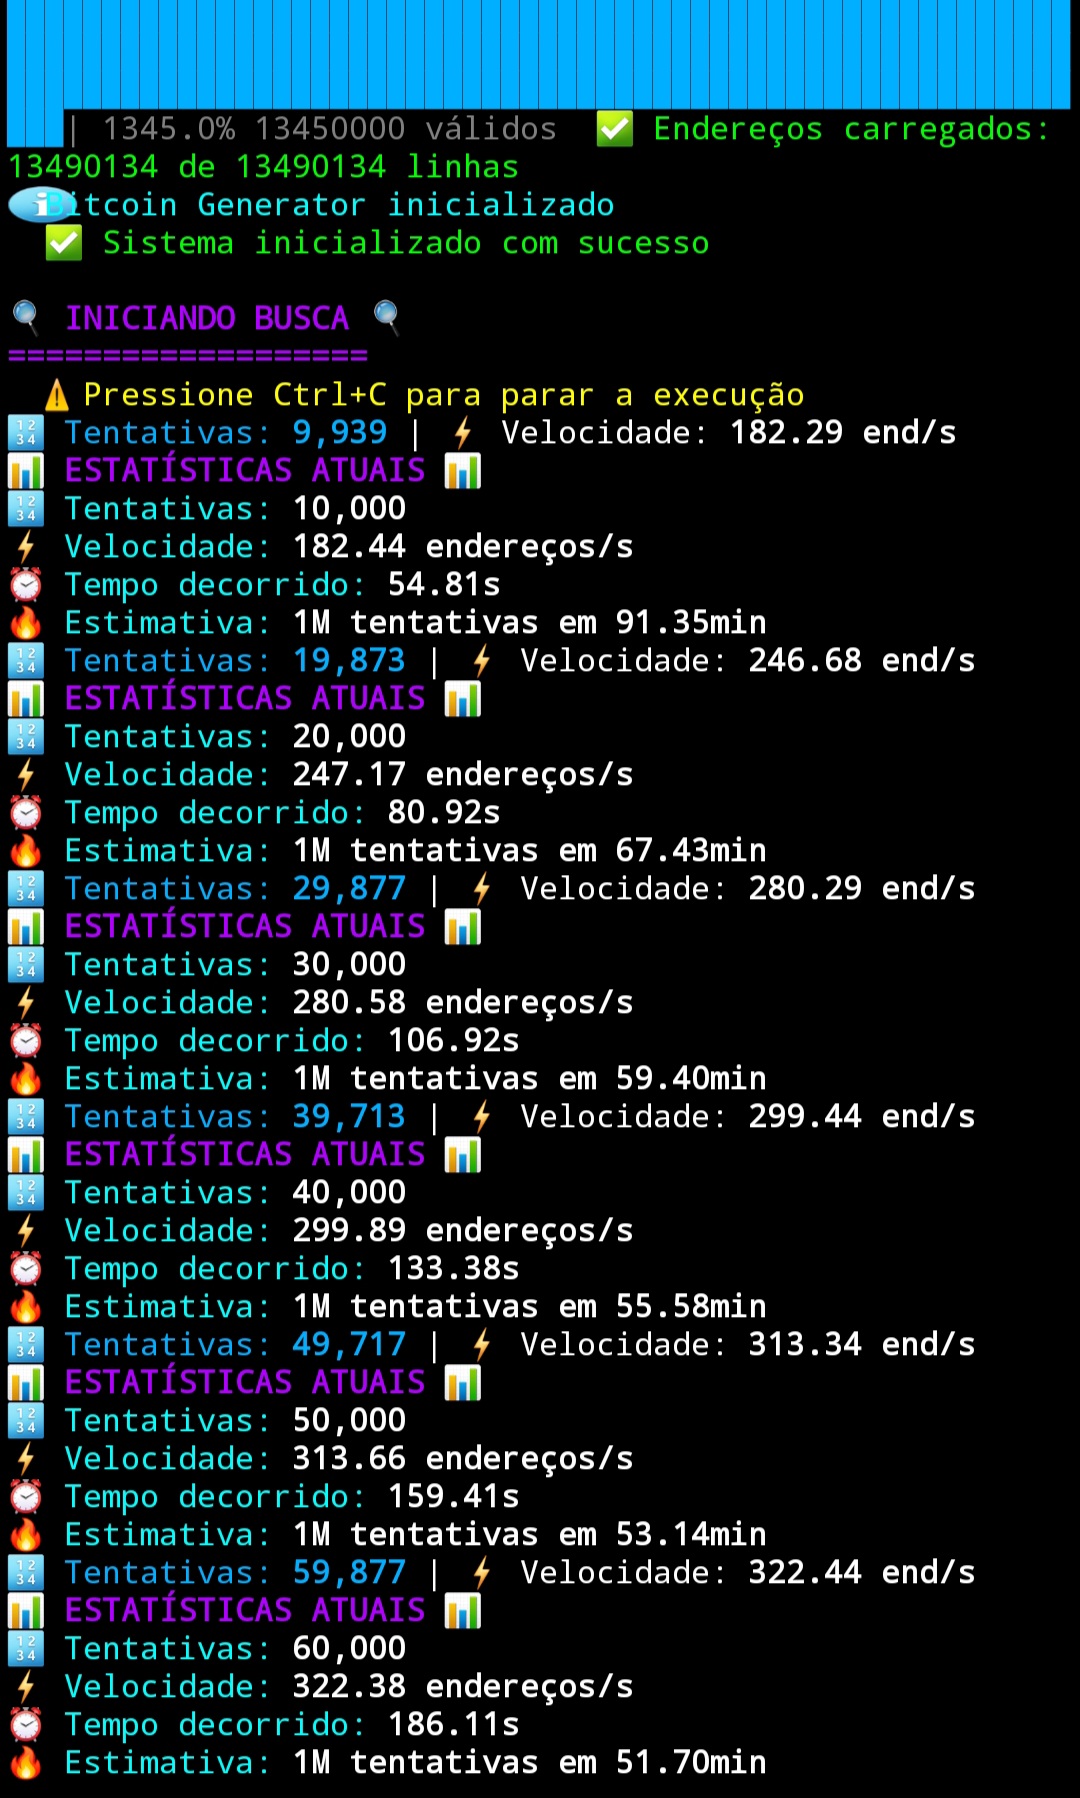 | 1345.0% 13450000 válidos ✅ Endereços carregados:
13490134 de 13490134 linhas
ℹ️Bitcoin Generator inicializado
✅ Sistema inicializado com sucesso
🔍 INICIANDO BUSCA 🔍
===================
⚠️ Pressione Ctrl+C para parar a execução
🔢 Tentativas: 9,939 | ⚡ Velocidade: 182.29 end/s
📊 ESTATÍSTICAS ATUAIS 📊
🔢 Tentativas: 10,000
⚡ Velocidade: 182.44 endereços/s
⏰ Tempo decorrido: 54.81s
🔥 Estimativa: 1M tentativas em 91.35min
🔢 Tentativas: 19,873 | ⚡ Velocidade: 246.68 end/s
📊 ESTATÍSTICAS ATUAIS 📊
🔢 Tentativas: 20,000
⚡ Velocidade: 247.17 endereços/s
⏰ Tempo decorrido: 80.92s
🔥 Estimativa: 1M tentativas em 67.43min
🔢 Tentativas: 29,877 | ⚡ Velocidade: 280.29 end/s
📊 ESTATÍSTICAS ATUAIS 📊
🔢 Tentativas: 30,000
⚡ Velocidade: 280.58 endereços/s
⏰ Tempo decorrido: 106.92s
🔥 Estimativa: 1M tentativas em 59.40min
🔢 Tentativas: 39,713 | ⚡ Velocidade: 299.44 end/s
📊 ESTATÍSTICAS ATUAIS 📊
🔢 Tentativas: 40,000
⚡ Velocidade: 299.89 endereços/s
⏰ Tempo decorrido: 133.38s
🔥 Estimativa: 1M tentativas em 55.58min
🔢 Tentativas: 49,717 | ⚡ Velocidade: 313.34 end/s
📊 ESTATÍSTICAS ATUAIS 📊
🔢 Tentativas: 50,000
⚡ Velocidade: 313.66 endereços/s
⏰ Tempo decorrido: 159.41s
🔥 Estimativa: 1M tentativas em 53.14min
🔢 Tentativas: 59,877 | ⚡ Velocidade: 322.44 end/s
📊 ESTATÍSTICAS ATUAIS 📊
🔢 Tentativas: 60,000
⚡ Velocidade: 322.38 endereços/s
⏰ Tempo decorrido: 186.11s
🔥 Estimativa: 1M tentativas em 51.70min